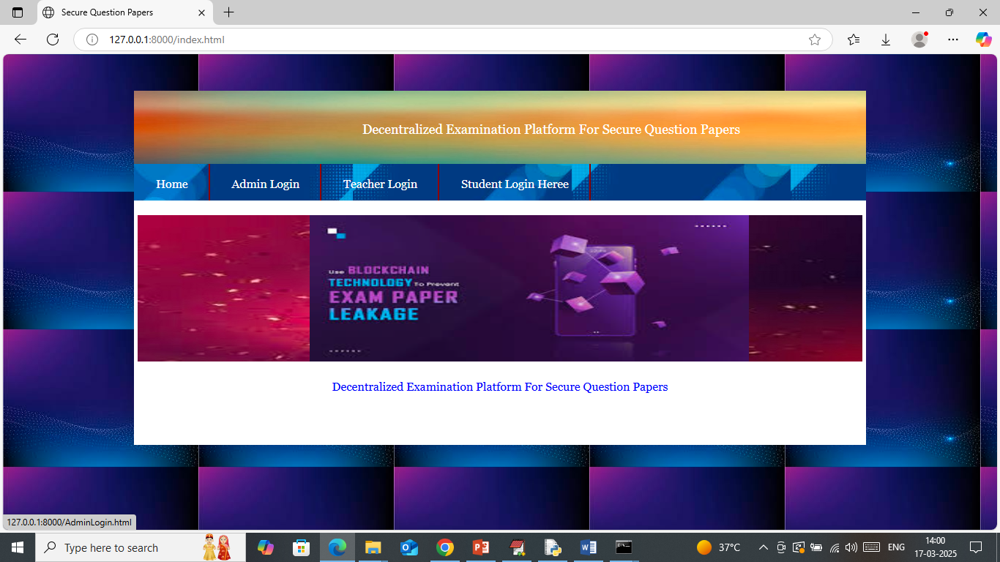 Secure Question Papers
127.0.0.1:8000/index.html
Decentralized Examination Platform For Secure Question Papers
Home
Admin Login
Teacher Login
Student Login Heree
Use BLOCKCHAIN
TECHNOLOGY To Prevent
EXAM PAPER
LEAKAGE
Decentralized Examination Platform For Secure Question Papers
127.0.0.1:8000/AdminLogin.html
Type here to search
37°C
ENG
14:00
17-03-2025